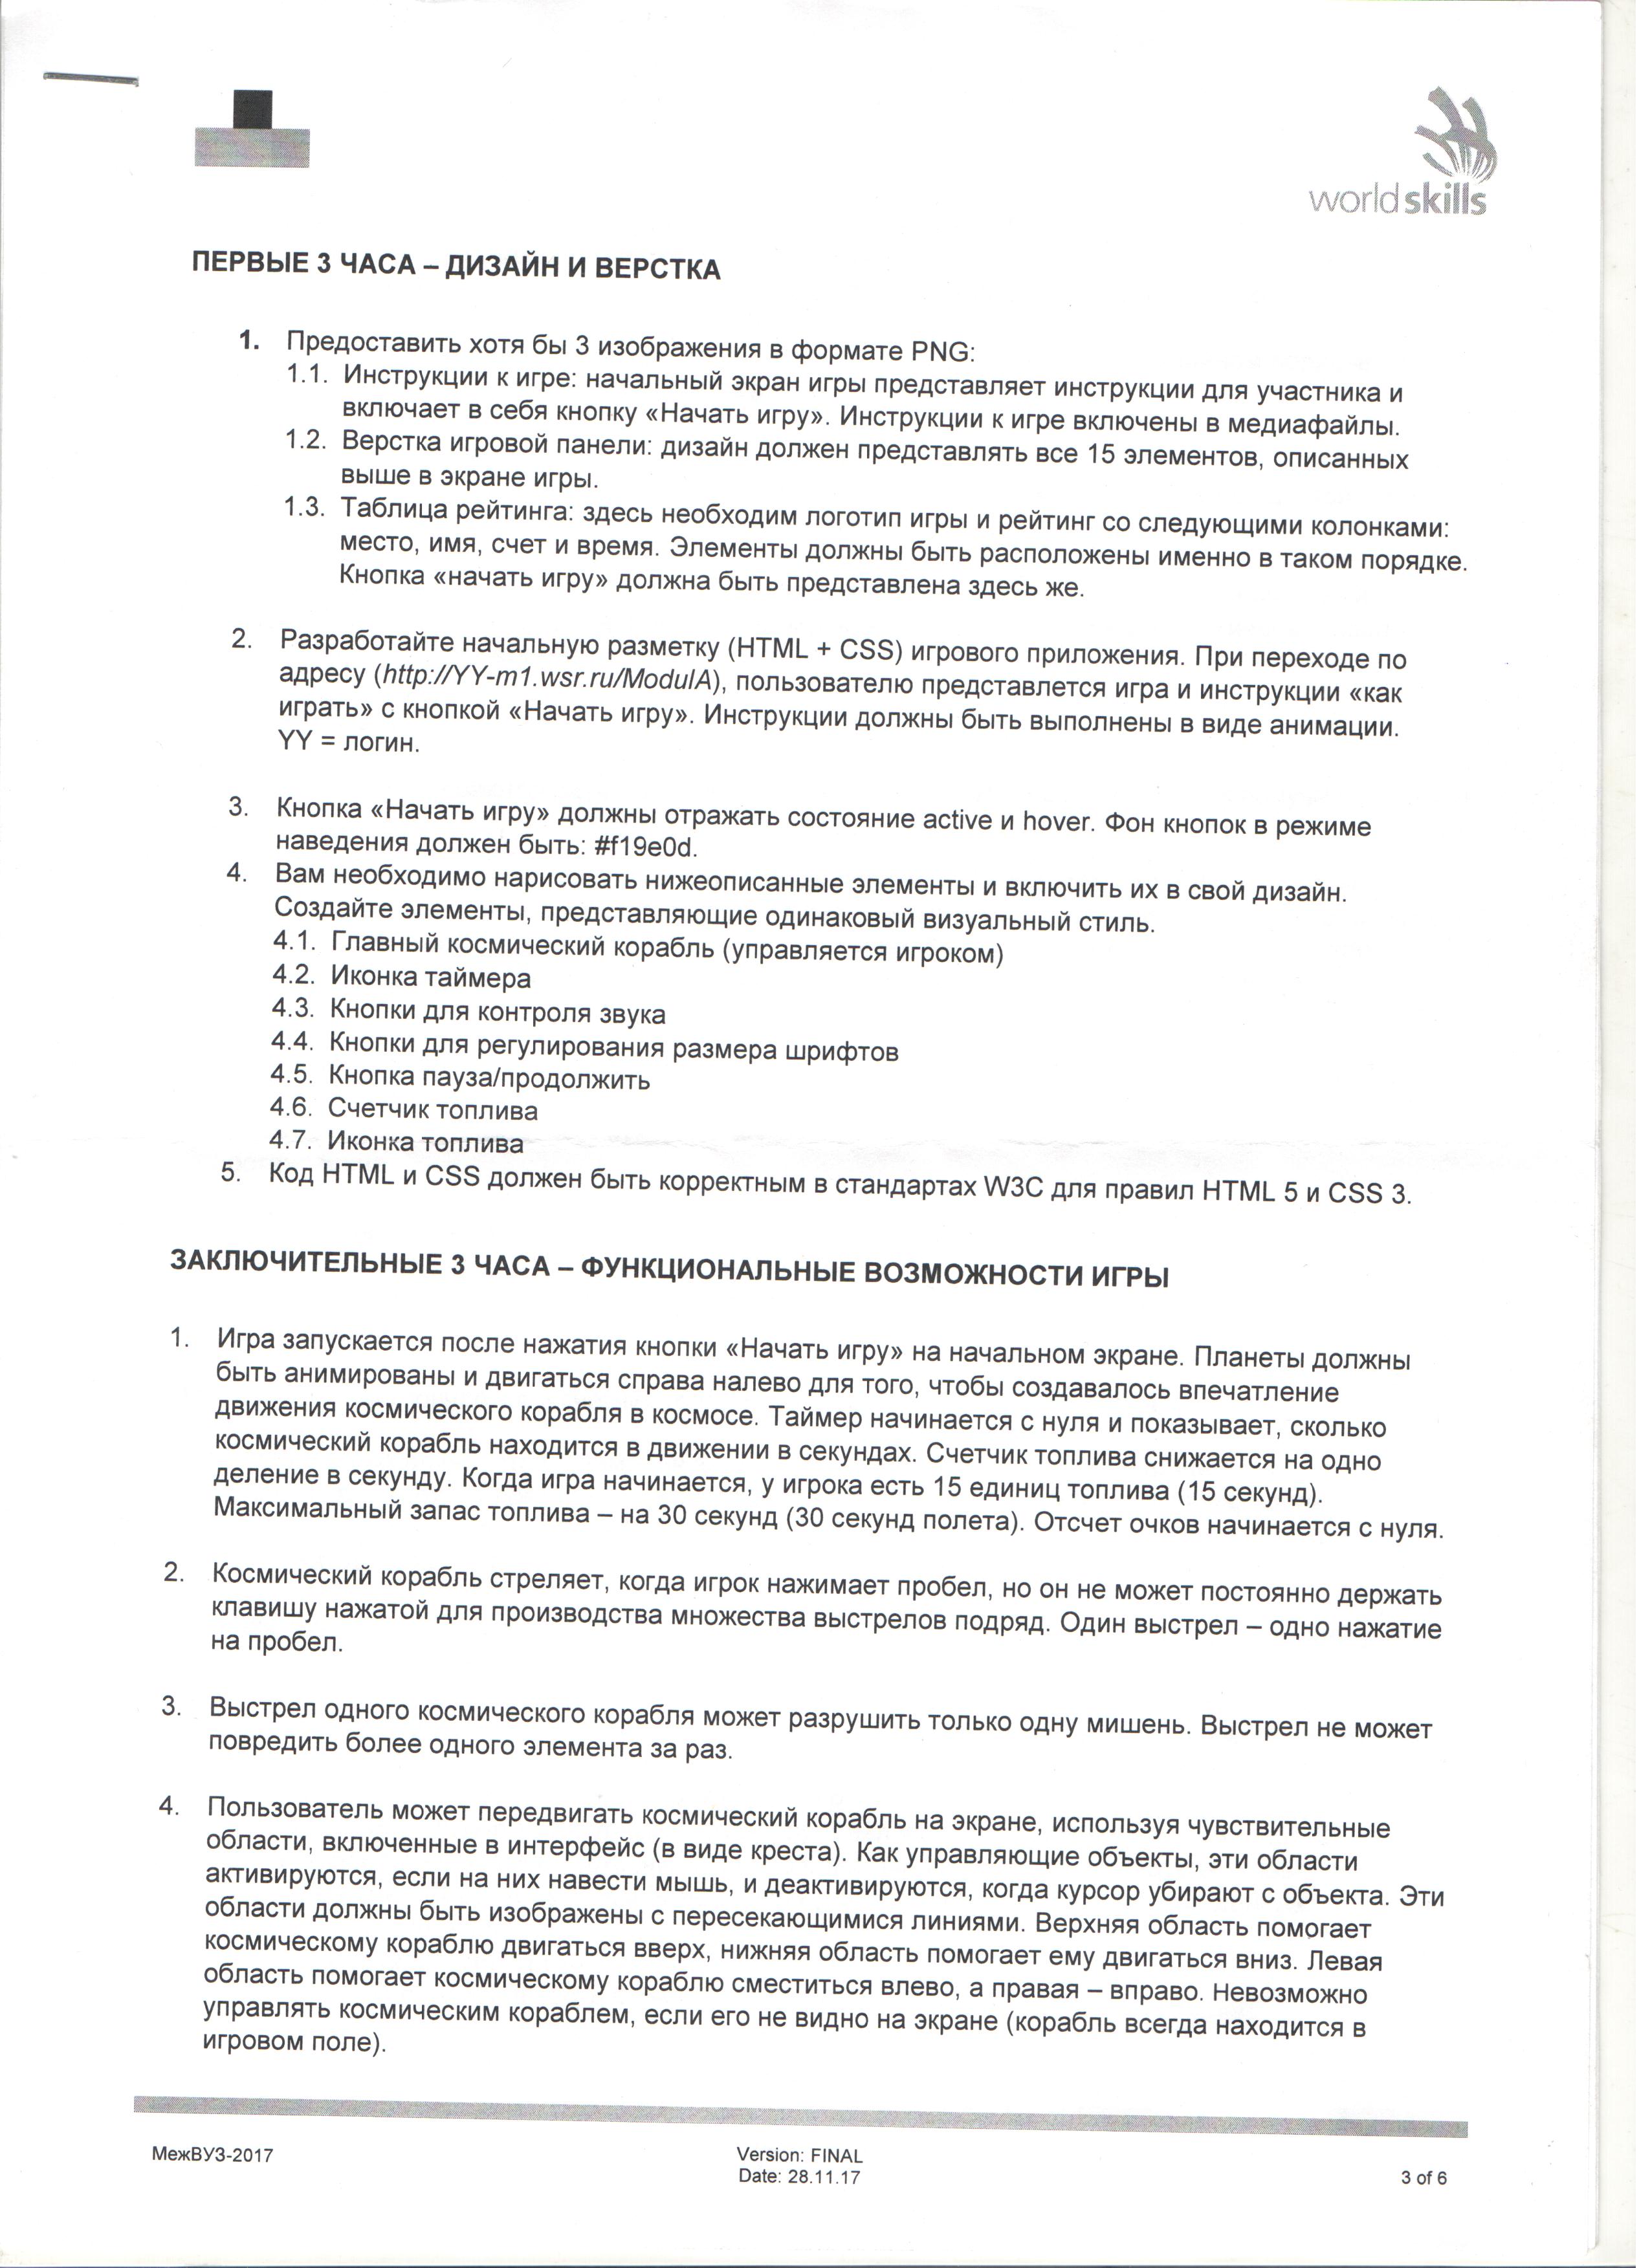 worldskills
ПЕРВЫЕ 3 ЧАСА – ДИЗАЙН И ВЕРСТКА
1. Предоставить хотя бы 3 изображения в формате PNG:
1.1. Инструкции к игре: начальный экран игры представляет инструкции для участника и
включает в себя кнопку «Начать игру». Инструкции к игре включены в медиафайлы.
1.2. Верстка игровой панели: дизайн должен представлять все 15 элементов, описанных
выше в экране игры.
1.3. Таблица рейтинга: здесь необходим логотип игры и рейтинг со следующими колонками:
место, имя, счет и время. Элементы должны быть расположены именно в таком порядке.
Кнопка «начать игру» должна быть представлена здесь же.
2. Разработайте начальную разметку (HTML + CSS) игрового приложения. При переходе по
адресу (http://YY-m1.wsr.ru/ModulA), пользователю представлется игра и инструкции «как
играть» с кнопкой «Начать игру». Инструкции должны быть выполнены в виде анимации.
YY = логин.
3. Кнопка «Начать игру» должны отражать состояние active и hover. Фон кнопок в режиме
наведения должен быть: #f19e0d.
4. Вам необходимо нарисовать нижеописанные элементы и включить их в свой дизайн.
Создайте элементы, представляющие одинаковый визуальный стиль.
4.1. Главный космический корабль (управляется игроком)
4.2. Иконка таймера
4.3. Кнопки для контроля звука
4.4. Кнопки для регулирования размера шрифтов
4.5. Кнопка пауза/продолжить
4.6. Счетчик топлива
4.7. Иконка топлива
5. Код HTML и CSS должен быть корректным в стандартах W3C для правил HTML 5 и CSS 3.
ЗАКЛЮЧИТЕЛЬНЫЕ 3 ЧАСА – ФУНКЦИОНАЛЬНЫЕ ВОЗМОЖНОСТИ ИГРЫ
1. Игра запускается после нажатия кнопки «Начать игру» на начальном экране. Планеты должны
быть анимированы и двигаться справа налево для того, чтобы создавалось впечатление
движения космического корабля в космосе. Таймер начинается с нуля и показывает, сколько
космический корабль находится в движении в секундах. Счетчик топлива снижается на одно
деление в секунду. Когда игра начинается, у игрока есть 15 единиц топлива (15 секунд).
Максимальный запас топлива – на 30 секунд (30 секунд полета). Отсчет очков начинается с нуля.
2. Космический корабль стреляет, когда игрок нажимает пробел, но он не может постоянно держать
клавишу нажатой для производства множества выстрелов подряд. Один выстрел – одно нажатие
на пробел.
3. Выстрел одного космического корабля может разрушить только одну мишень. Выстрел не может
повредить более одного элемента за раз.
4. Пользователь может передвигать космический корабль на экране, используя чувствительные
области, включенные в интерфейс (в виде креста). Как управляющие объекты, эти области
активируются, если на них навести мышь, и деактивируются, когда курсор убирают с объекта. Эти
области должны быть изображены с пересекающимися линиями. Верхняя область помогает
космическому кораблю двигаться вверх, нижняя область помогает ему двигаться вниз. Левая
область помогает космическому кораблю сместиться влево, а правая – вправо. Невозможно
управлять космическим кораблем, если его не видно на экране (корабль всегда находится в
игровом поле).
МежВУЗ-2017
Version: FINAL
Date: 28.11.17
3 of 6